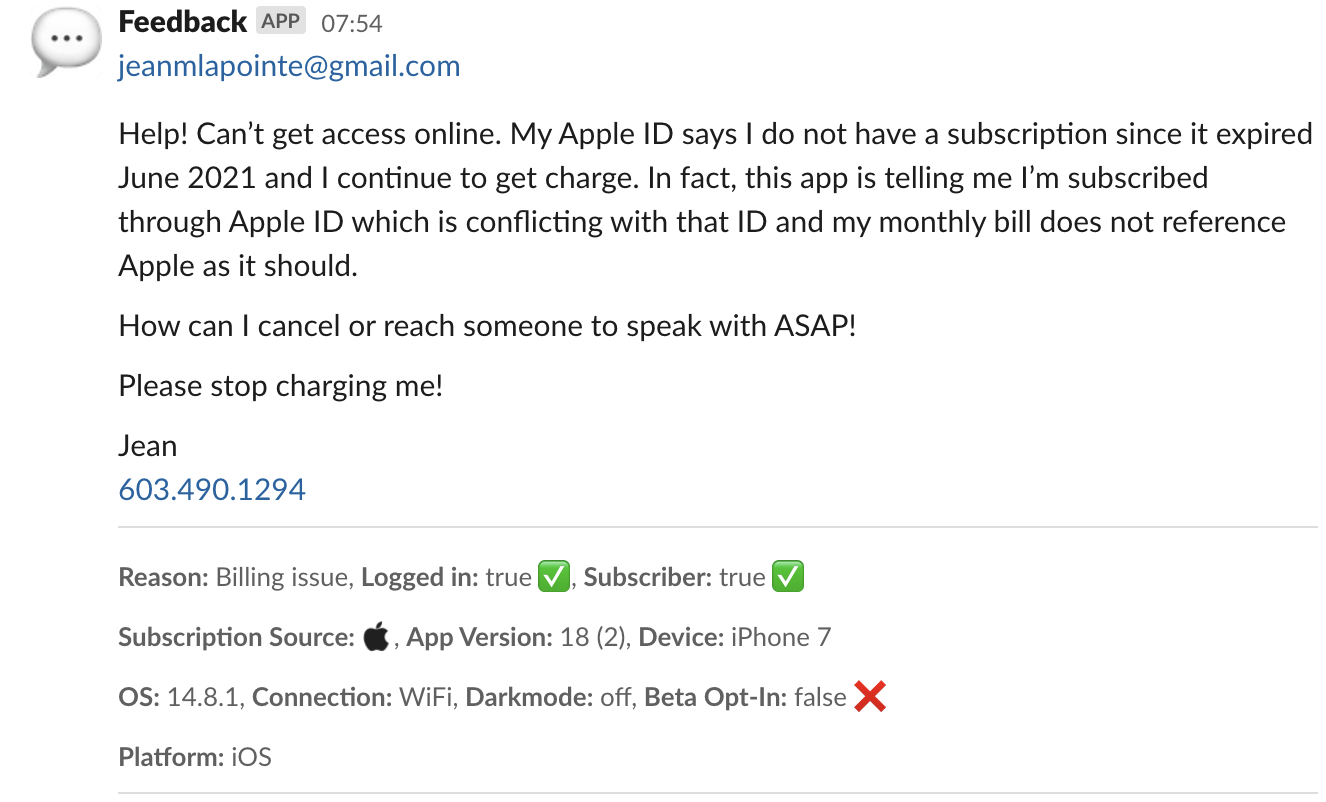 Feedback APP 07:54
jeanmlapointe@gmail.com
Help! Can’t get access online. My Apple ID says I do not have a subscription since it expired
June 2021 and I continue to get charge. In fact, this app is telling me I’m subscribed
through Apple ID which is conflicting with that ID and my monthly bill does not reference
Apple as it should.
How can I cancel or reach someone to speak with ASAP!
Please stop charging me!
Jean
603.490.1294
Reason: Billing issue, Logged in: true ✅, Subscriber: true ✅
Subscription Source: , App Version: 18 (2), Device: iPhone 7
OS: 14.8.1, Connection: WiFi, Darkmode: off, Beta Opt-In: false ❌
Platform: iOS